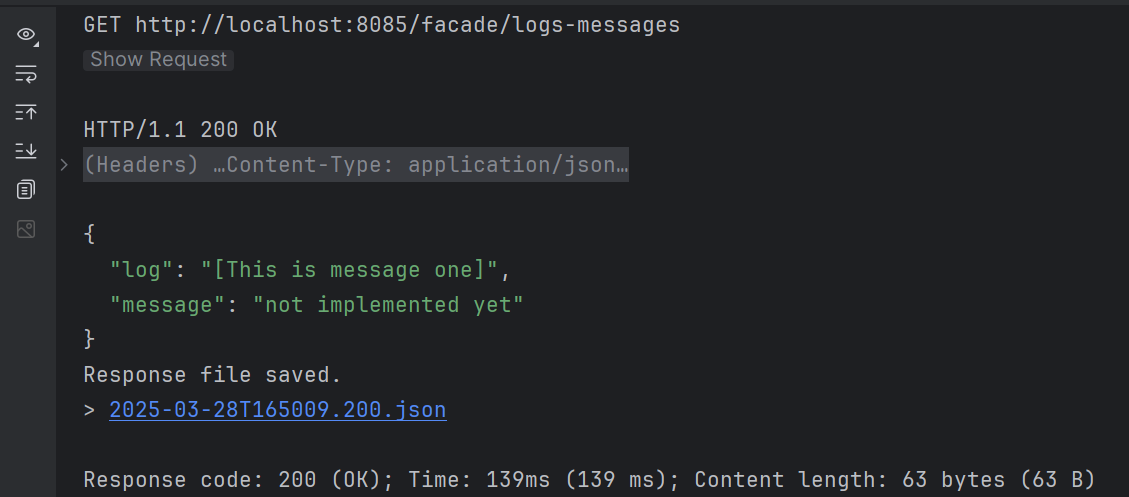 GET http://localhost:8085/facade/logs-messages
Show Request
HTTP/1.1 200 OK
(Headers) …Content-Type: application/json…
{
  "log": "[This is message one]",
  "message": "not implemented yet"
}
Response file saved.
> 2025-03-28T165009.200.json
Response code: 200 (OK); Time: 139ms (139 ms); Content length: 63 bytes (63 B)